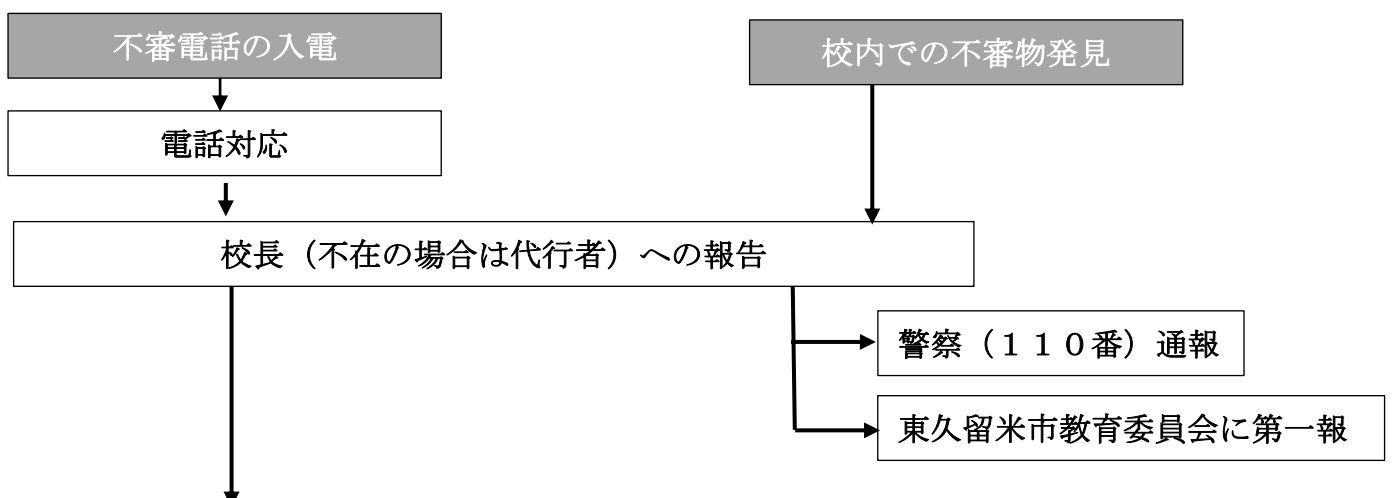 不審電話の入電
校内での不審物発見
電話対応
校長（不在の場合は代行者）への報告
警察（１１０番）通報
東久留米市教育委員会に第一報